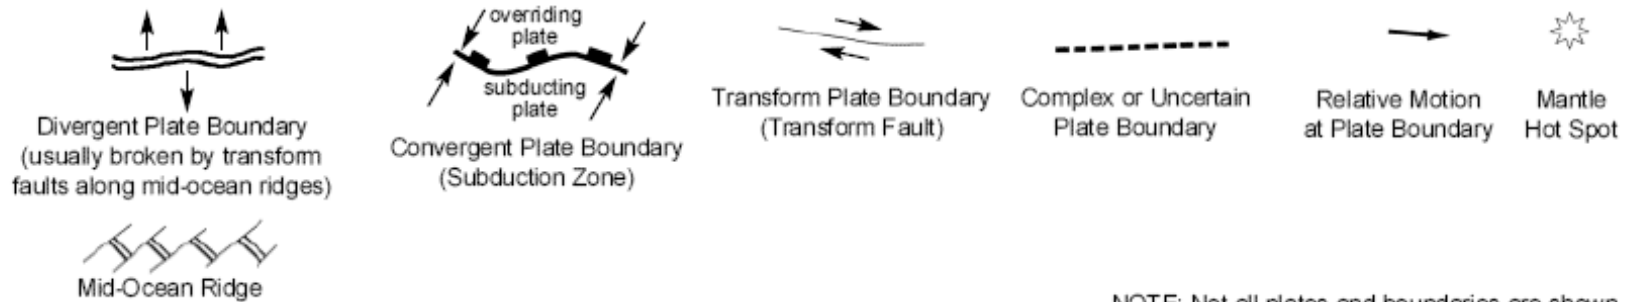 Divergent Plate Boundary
(usually broken by transform
faults along mid-ocean ridges)
Mid-Ocean Ridge
overriding
plate
subducting
plate
Convergent Plate Boundary
(Subduction Zone)
Transform Plate Boundary
(Transform Fault)
Complex or Uncertain
Plate Boundary
Relative Motion
at Plate Boundary
Mantle
Hot Spot
NOTE: Not all plates and boundaries are shown